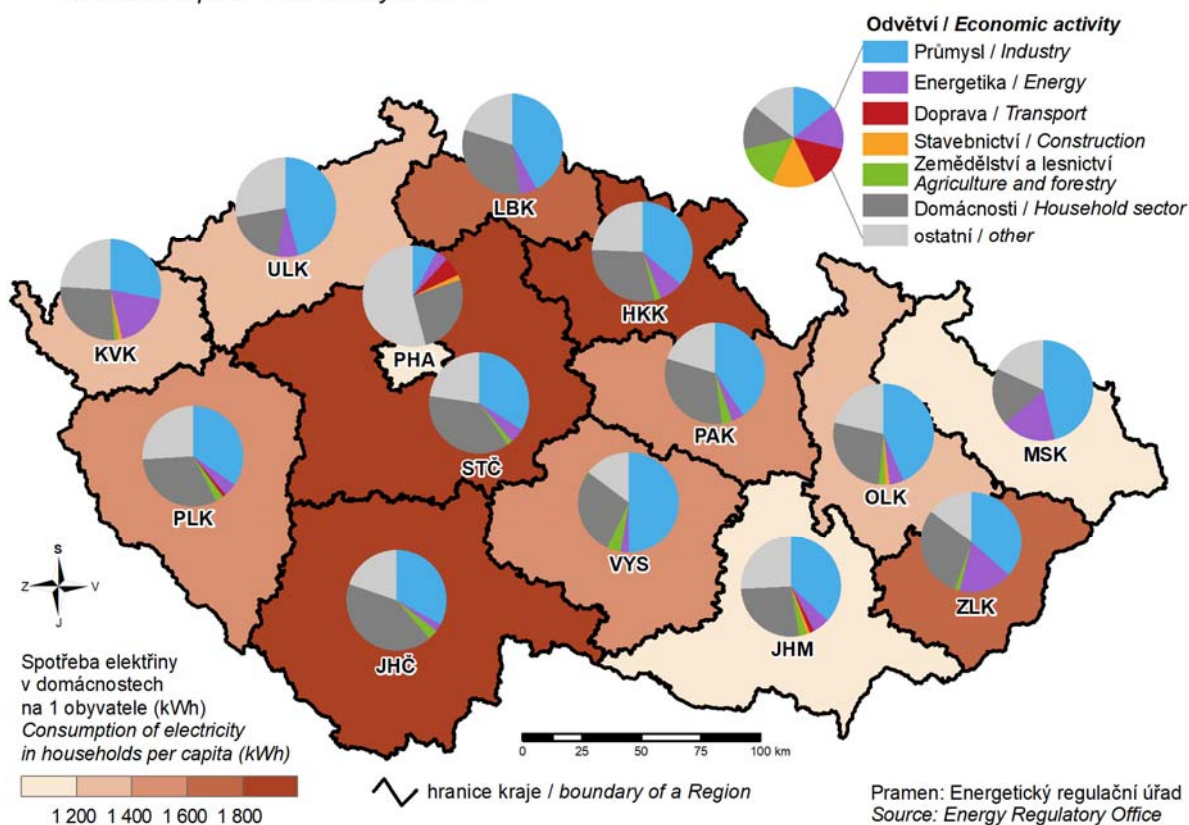 Odvětví / Economic activity
Průmysl / Industry
Energetika / Energy
Doprava / Transport
Stavebnictví / Construction
Zemědělství a lesnictví
Agriculture and forestry
Domácnosti / Household sector
ostatní / other
LBK
ULK
HKK
KVK
PHA
PAK
STČ
MSK
OLK
PLK
VYS
ZLK
JHM
JHČ
S
Z V
J
Spotřeba elektřiny
v domácnostech
na 1 obyvatele (kWh)
Consumption of electricity
in households per capita (kWh)
1 200 1 400 1 600 1 800
0 25 50 75 100 km
hranice kraje / boundary of a Region
Pramen: Energetický regulační úřad
Source: Energy Regulatory Office